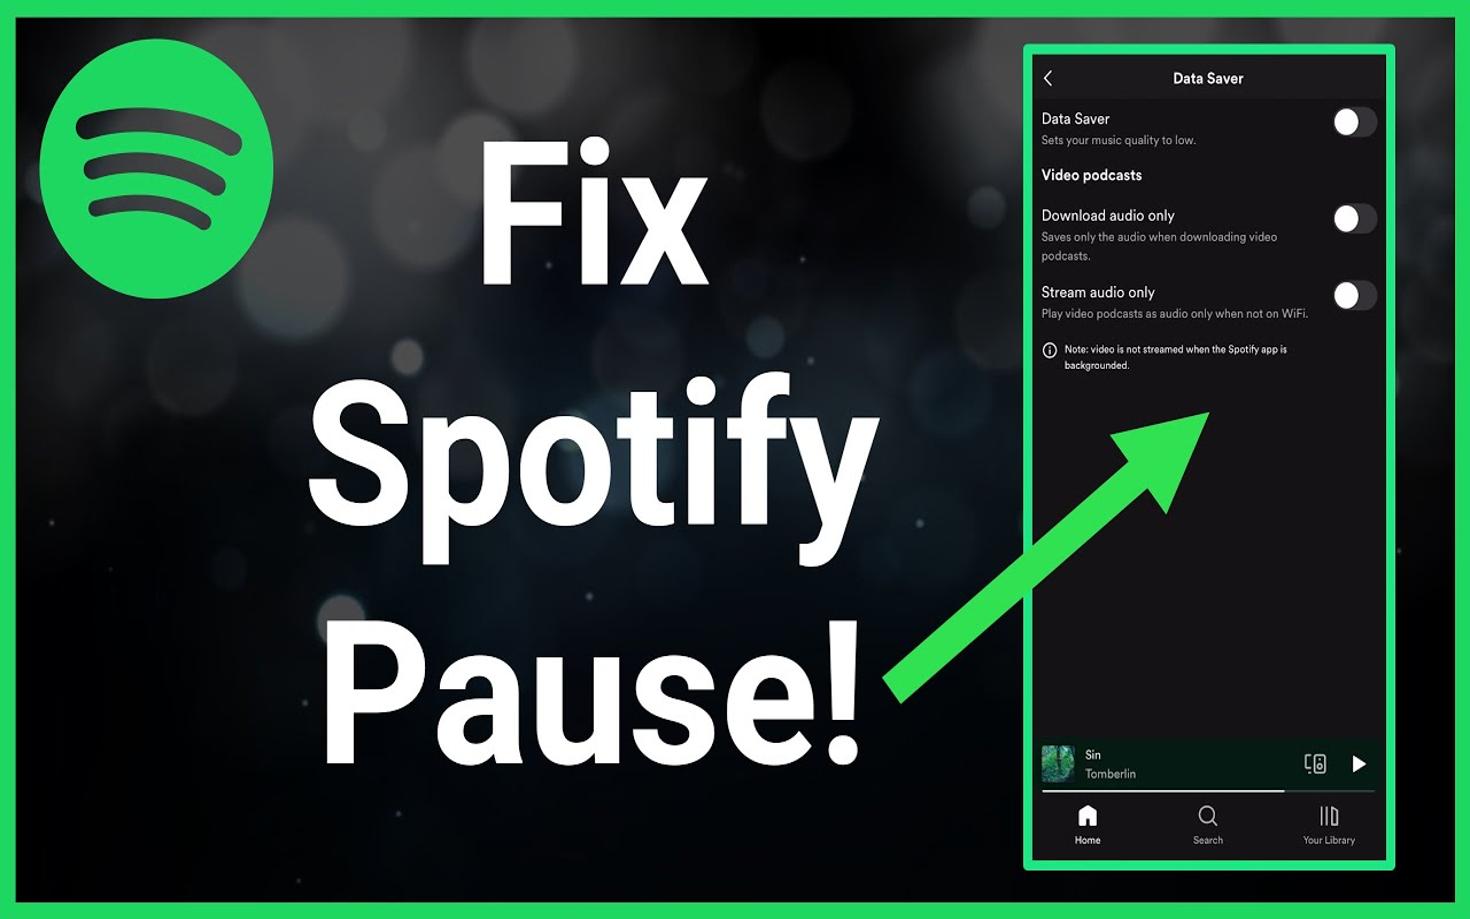 Fix
Spotify
Pause!
Data Saver
Data Saver
Sets your music quality to low.
Video podcasts
Download audio only
Saves only the audio when downloading video
podcasts.
Stream audio only
Play video podcasts as audio only when not on WiFi.
Note: video is not streamed when the Spotify app is
backgrounded.
Sin
Tomberlin
Home
Search
Your Library